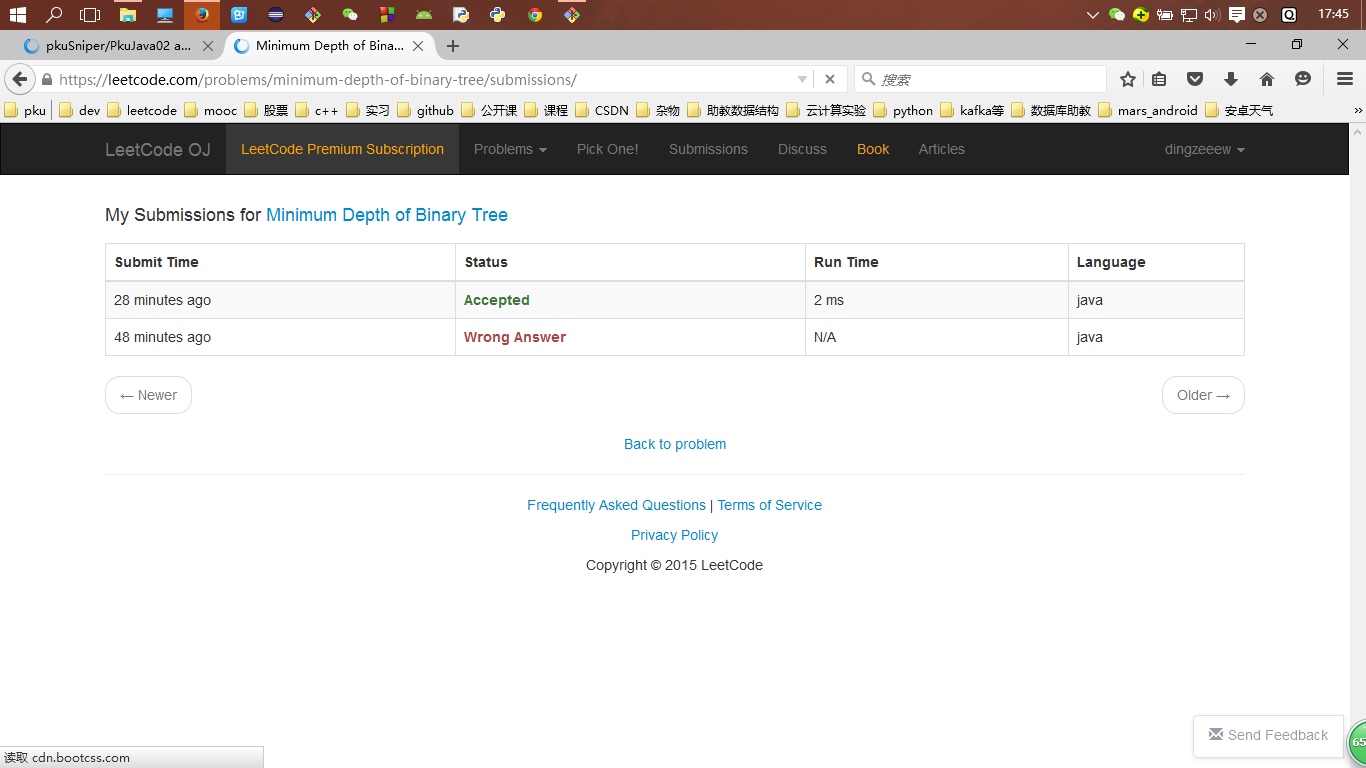 17:45
pkuSniper/PkuJava02 a...
Minimum Depth of Bina...
https://leetcode.com/problems/minimum-depth-of-binary-tree/submissions/
搜索
pku dev leetcode mooc 股票 c++ 实习 github 公开课 课程 CSDN 杂物 助教数据结构 云计算实验 python kafka等 数据库助教 mars_android 安卓天气
LeetCode OJ LeetCode Premium Subscription Problems Pick One! Submissions Discuss Book Articles dingzeeew
My Submissions for Minimum Depth of Binary Tree
Submit Time Status Run Time Language
28 minutes ago Accepted 2 ms java
48 minutes ago Wrong Answer N/A java
← Newer Older →
Back to problem
Frequently Asked Questions | Terms of Service
Privacy Policy
Copyright © 2015 LeetCode
Send Feedback
65
读取 cdn.bootcss.com